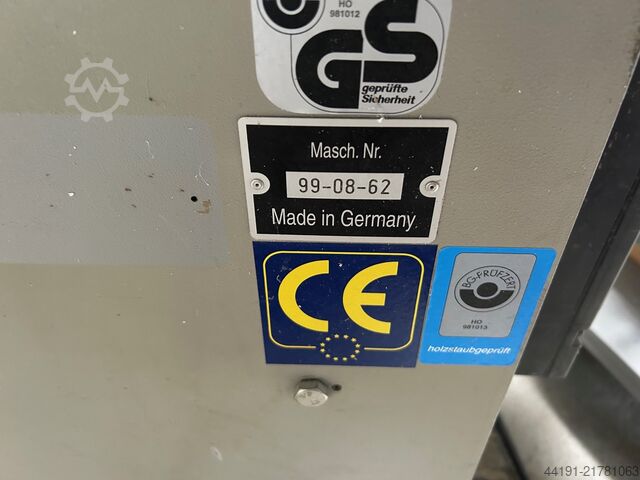 HO
981012
GS
geprüfte
Sicherheit
Masch. Nr.
99-08-62
Made in Germany
CE
BG-PRÜFZERT
HO
981013
holzstaubgeprüft
44191-21781063